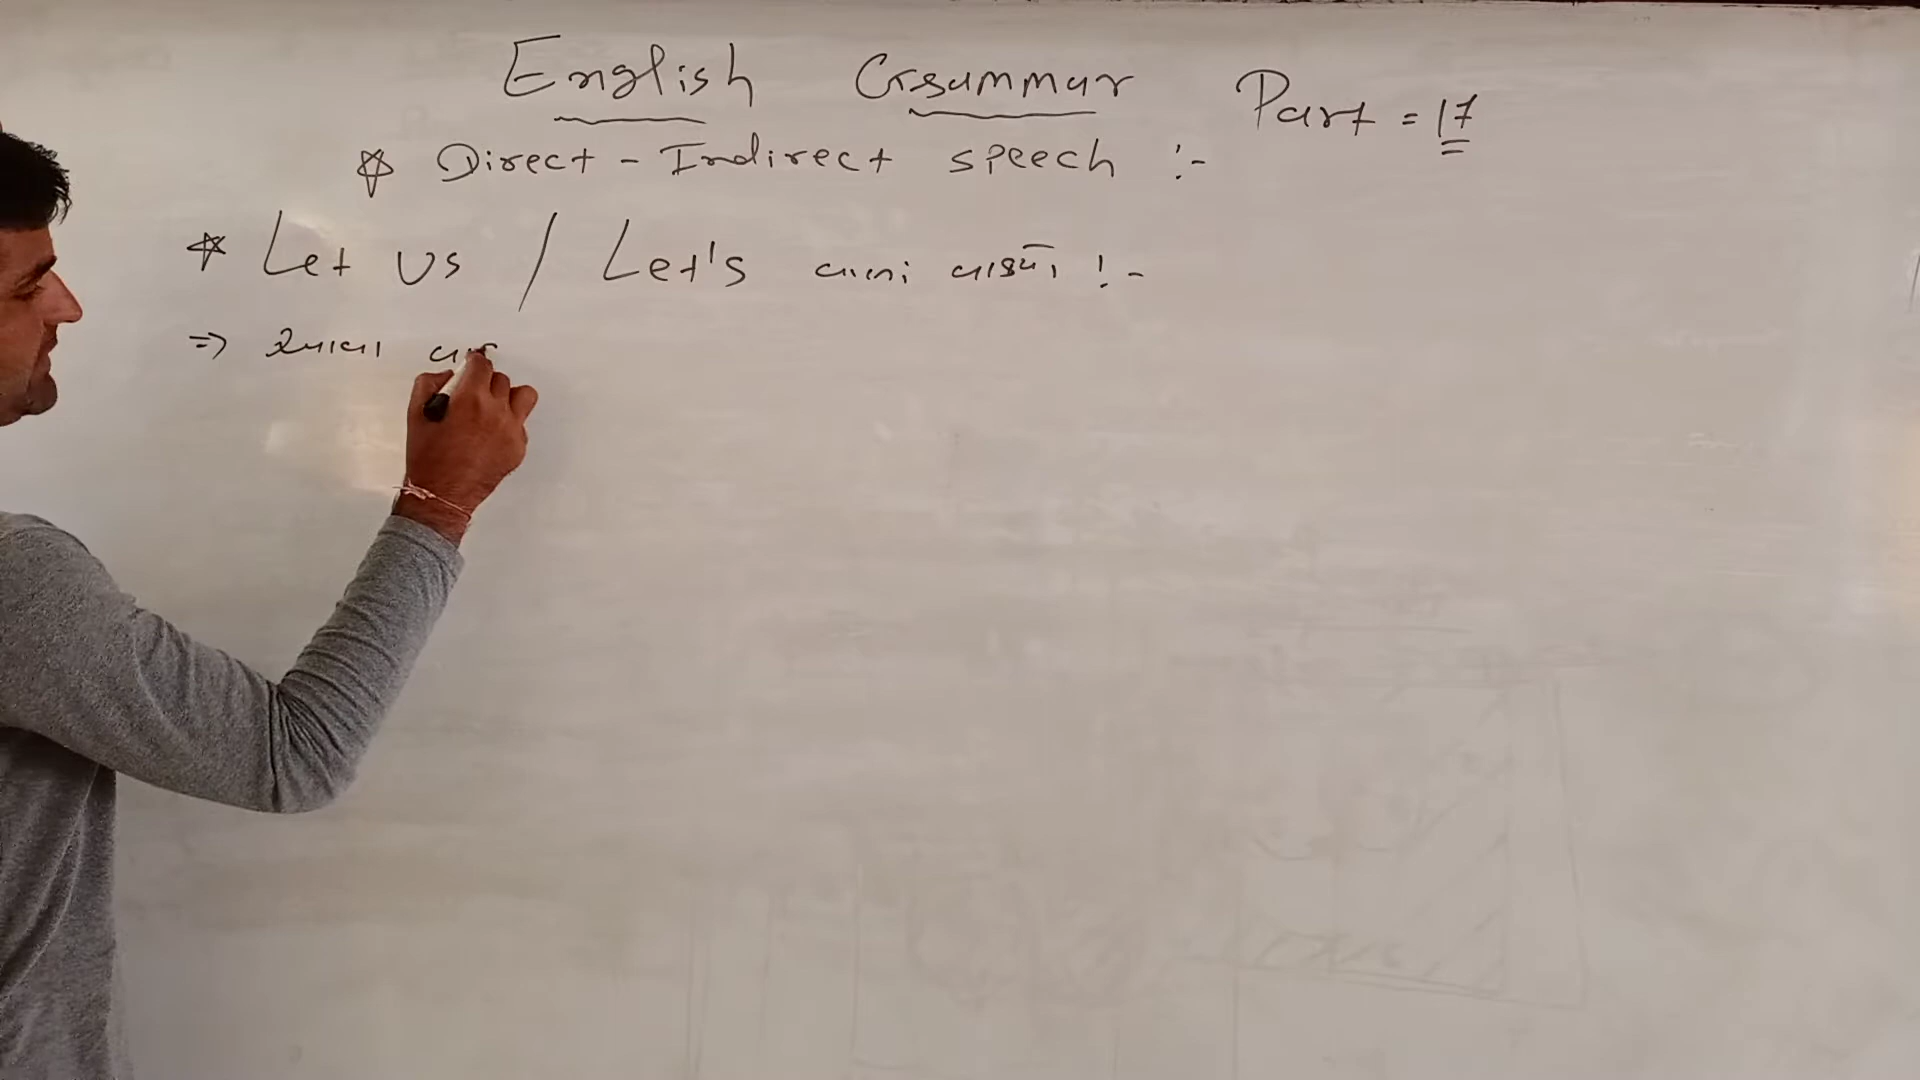 English Grammar Part = 17
* Direct - Indirect speech :-
* Let us / Let's વાળાં વાક્યો :-
⇒ આવા